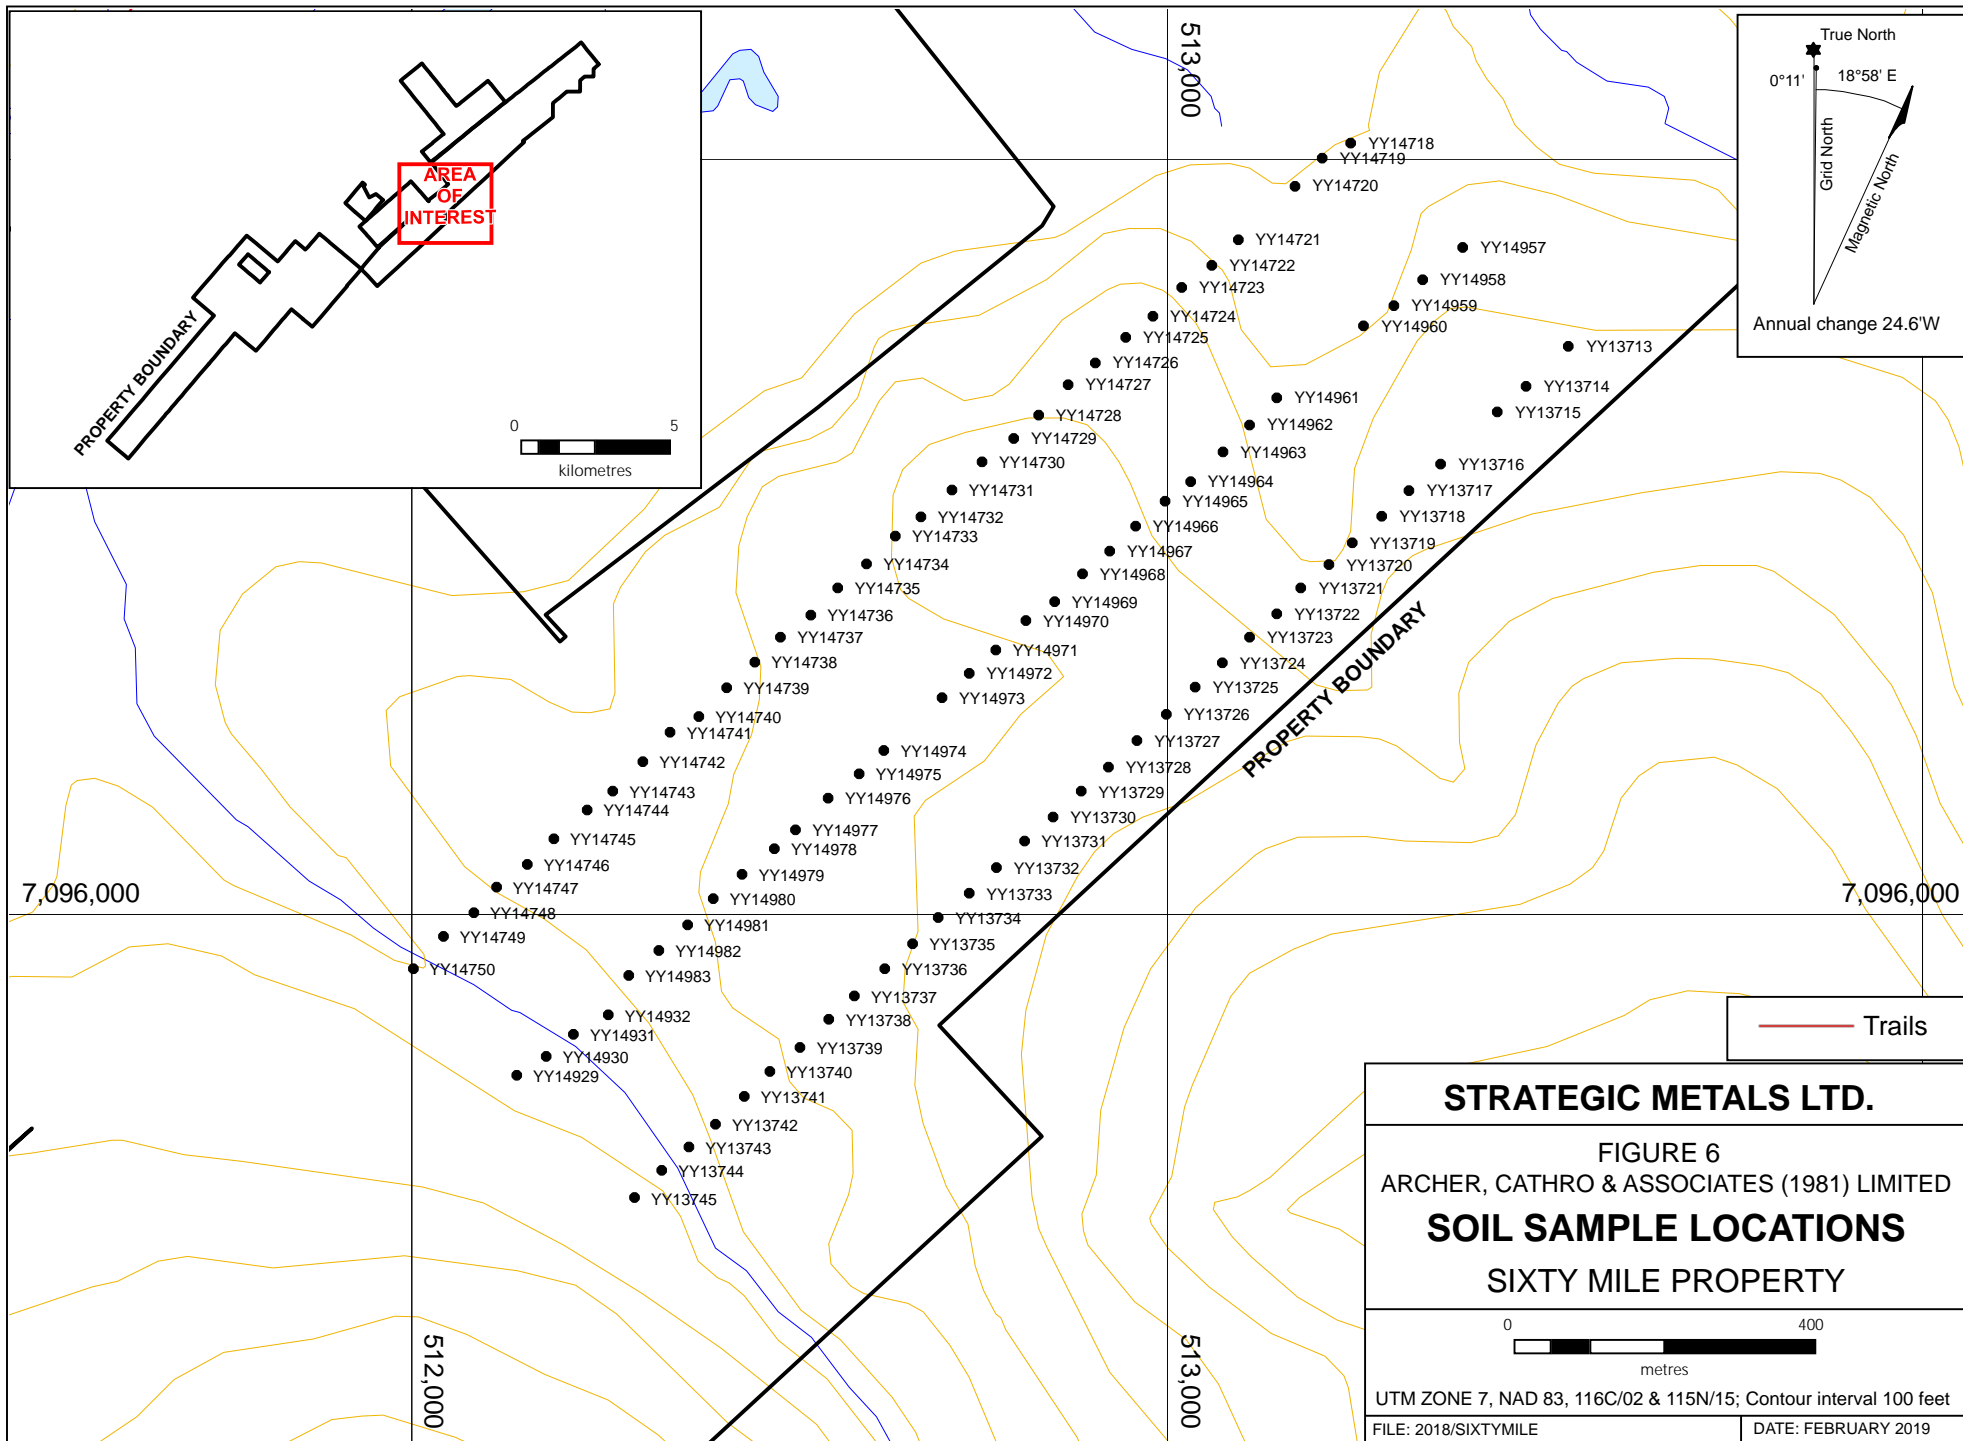 AREA
OF
INTEREST
PROPERTY BOUNDARY
0 5
kilometres
513,000
True North
0°11' 18°58' E
Grid North
Magnetic North
Annual change 24.6'W
YY14718
YY14719
YY14720
YY14721
YY14722
YY14723
YY14724
YY14725
YY14726
YY14727
YY14728
YY14729
YY14730
YY14731
YY14732
YY14733
YY14734
YY14735
YY14736
YY14737
YY14738
YY14739
YY14740
YY14741
YY14742
YY14743
YY14744
YY14745
YY14746
YY14747
YY14748
YY14749
YY14750
YY14957
YY14958
YY14959
YY14960
YY14961
YY14962
YY14963
YY14964
YY14965
YY14966
YY14967
YY14968
YY14969
YY14970
YY14971
YY14972
YY14973
YY14974
YY14975
YY14976
YY14977
YY14978
YY14979
YY14980
YY14981
YY14982
YY14983
YY14932
YY14931
YY14930
YY14929
YY13713
YY13714
YY13715
YY13716
YY13717
YY13718
YY13719
YY13720
YY13721
YY13722
YY13723
YY13724
YY13725
YY13726
YY13727
YY13728
YY13729
YY13730
YY13731
YY13732
YY13733
YY13734
YY13735
YY13736
YY13737
YY13738
YY13739
YY13740
YY13741
YY13742
YY13743
YY13744
YY13745
PROPERTY BOUNDARY
7,096,000
7,096,000
512,000
513,000
Trails
STRATEGIC METALS LTD.
FIGURE 6
ARCHER, CATHRO & ASSOCIATES (1981) LIMITED
SOIL SAMPLE LOCATIONS
SIXTY MILE PROPERTY
0 400
metres
UTM ZONE 7, NAD 83, 116C/02 & 115N/15; Contour interval 100 feet
FILE: 2018/SIXTYMILE
DATE: FEBRUARY 2019